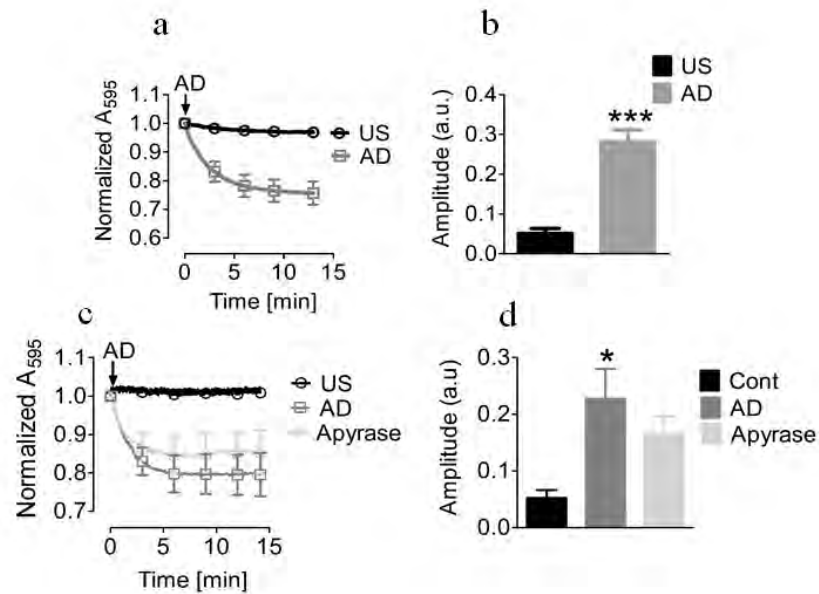 a
AD
1.1
1.0
0.9
0.8
0.7
0.6
Normalized A595
0 5 10 15
Time [min]
US
AD
b
US
AD
***
0.4
0.3
0.2
0.1
0.0
Amplitude (a.u.)
c
AD
1.1
1.0
0.9
0.8
0.7
Normalized A595
0 5 10 15
Time [min]
US
AD
Apyrase
d
*
0.3
0.2
0.1
0.0
Amplitude (a.u)
Cont
AD
Apyrase